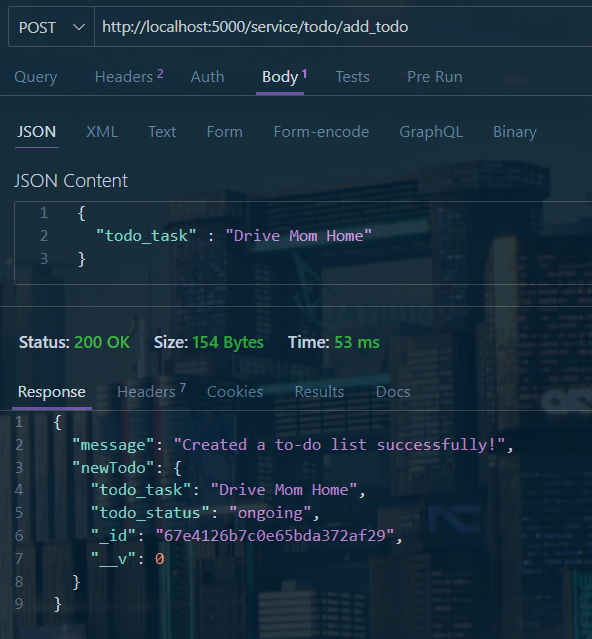 POST http://localhost:5000/service/todo/add_todo
Query Headers 2 Auth Body 1 Tests Pre Run
JSON XML Text Form Form-encode GraphQL Binary
JSON Content
1 {
2 "todo_task" : "Drive Mom Home"
3 }
Status: 200 OK Size: 154 Bytes Time: 53 ms
Response Headers 7 Cookies Results Docs
1 {
2 "message": "Created a to-do list successfully!",
3 "newTodo": {
4 "todo_task": "Drive Mom Home",
5 "todo_status": "ongoing",
6 "_id": "67e4126b7c0e65bda372af29",
7 "__v": 0
8 }
9 }